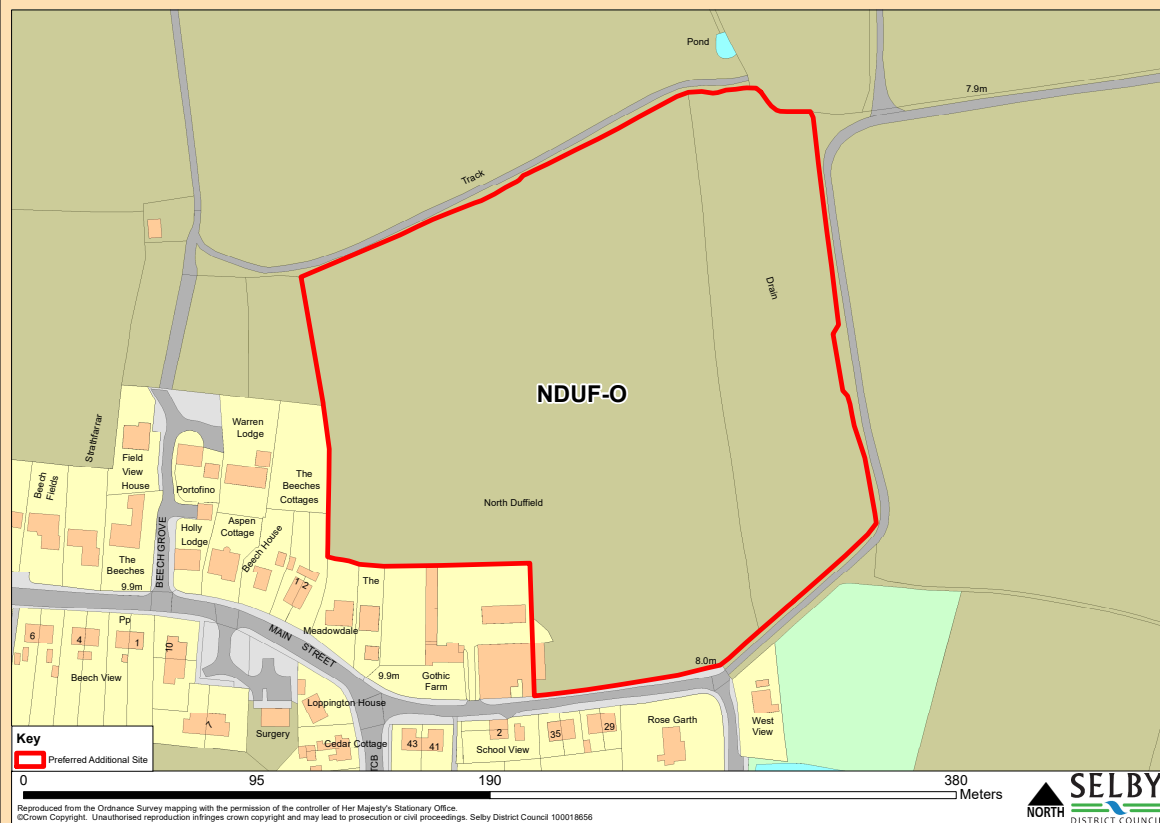 Pond
7.9m
Track
Drain
NDUF-O
Strathfarrar
Warren
Lodge
Field
View
House
Beech
Fields
The
Beeches
Cottages
Portofino
North Duffield
Aspen
Cottage
Holly
Lodge
Beech House
BEECH GROVE
The
Beeches
9.9m
1 2
The
Pp
Meadowdale
MAIN STREET
6
4
1
10
8.0m
9.9m
Gothic
Farm
Beech View
Loppington House
7
Surgery
Rose Garth
West
View
2
35
29
Cedar Cottage
43
41
School View
TCB
Key
Preferred Additional Site
0
95
190
380
Meters
NORTH
SELBY
DISTRICT COUNCIL
Reproduced from the Ordnance Survey mapping with the permission of the controller of Her Majesty's Stationary Office.
©Crown Copyright. Unauthorised reproduction infringes crown copyright and may lead to prosecution or civil proceedings. Selby District Council 100018656